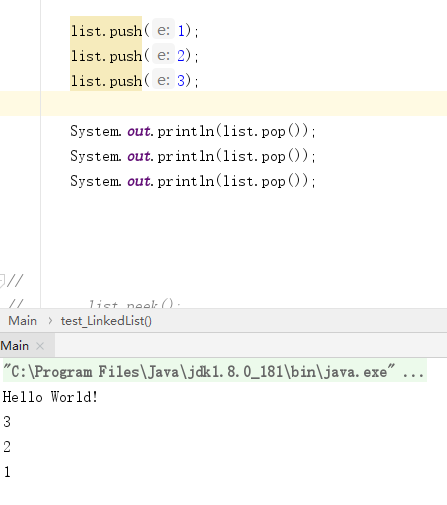 list.push( e: 1);
list.push( e: 2);
list.push( e: 3);
System.out.println(list.pop());
System.out.println(list.pop());
System.out.println(list.pop());
//
// list.peek();
Main > test_LinkedList()
Main ×
"C:\Program Files\Java\jdk1.8.0_181\bin\java.exe" ...
Hello World!
3
2
1